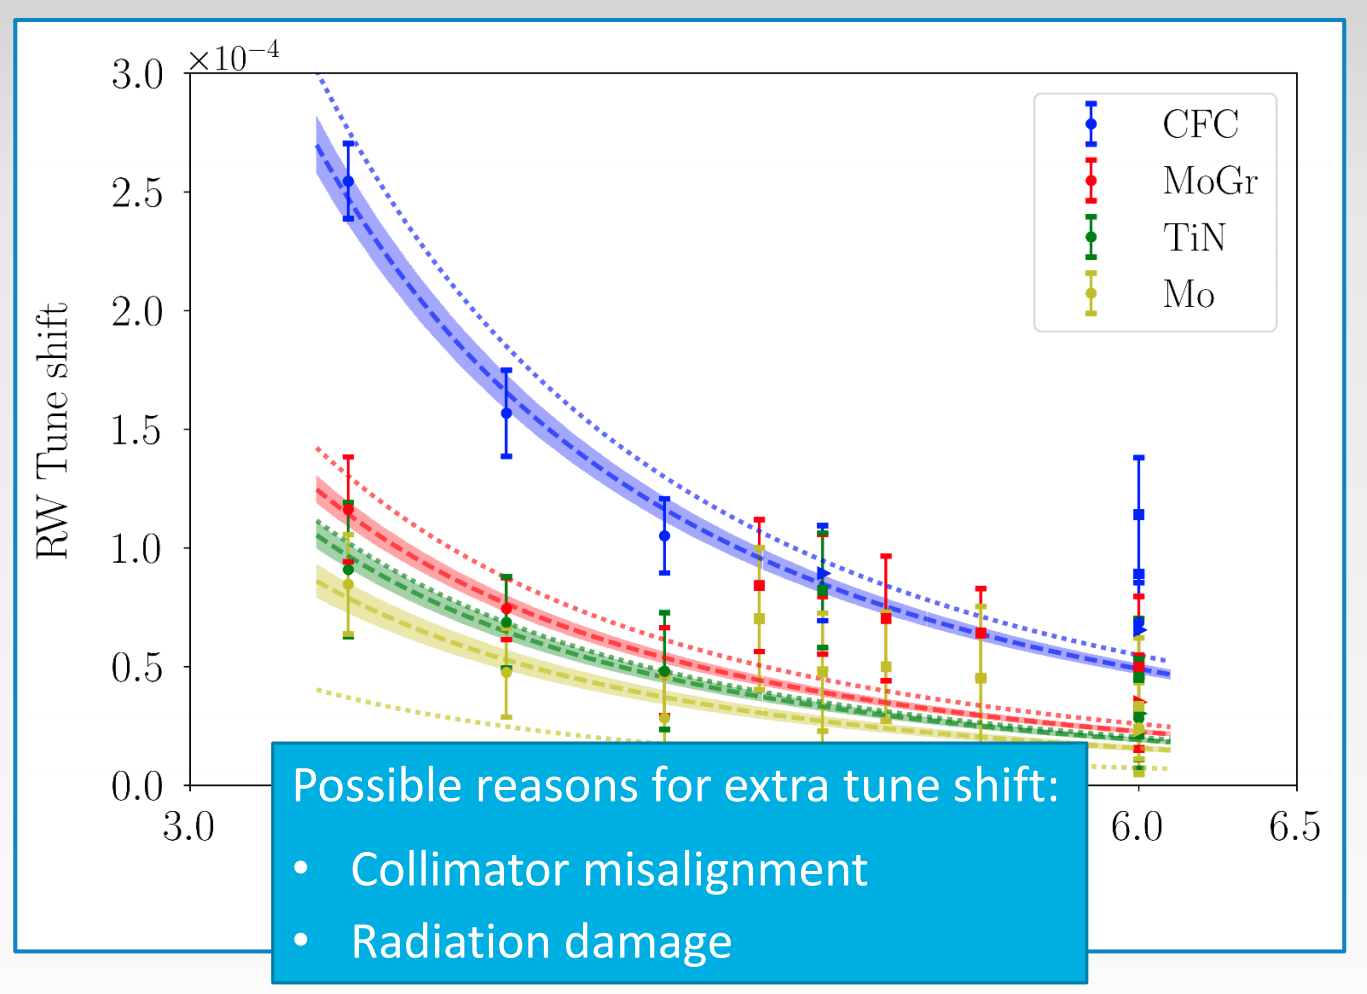 ×10⁻⁴
3.0
2.5
2.0
1.5
1.0
0.5
0.0
RW Tune shift
CFC
MoGr
TiN
Mo
3.0
6.0
6.5
Possible reasons for extra tune shift:
• Collimator misalignment
• Radiation damage